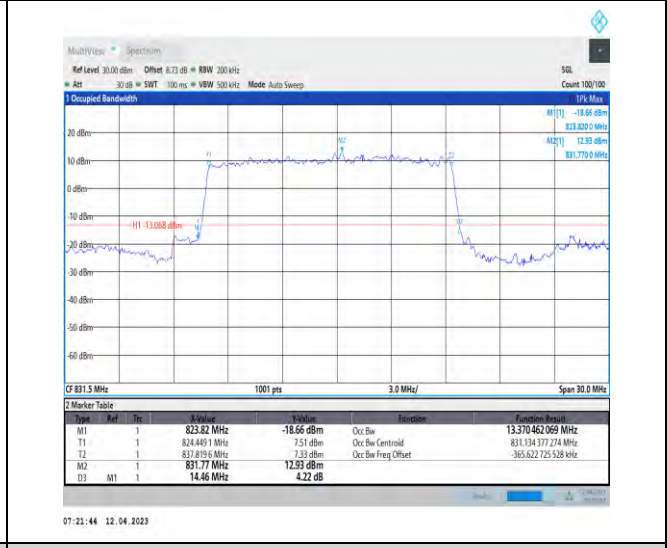 MultiView Spectrum
Ref Level 30.00 dBm Offset 8.73 dB RBW 200 kHz SGL
Att 30 dB SWT 100 ms VBW 500 kHz Mode Auto Sweep Count 100/100
1 Occupied Bandwidth 1Pk Max
M1[1] -18.66 dBm
823.820 0 MHz
20 dBm M2[1] 12.93 dBm
831.770 0 MHz
T1 M2 T2
10 dBm
0 dBm
-10 dBm
H1 -13.068 dBm
-20 dBm
-30 dBm
-40 dBm
-50 dBm
-60 dBm
CF 831.5 MHz 1001 pts 3.0 MHz/ Span 30.0 MHz
2 Marker Table
Type Ref Trc X-Value Y-Value Function Function Result
M1 1 823.82 MHz -18.66 dBm Occ Bw 13.370 462 069 MHz
T1 1 824.449 1 MHz 7.51 dBm Occ Bw Centroid 831.134 377 274 MHz
T2 1 837.819 6 MHz 7.33 dBm Occ Bw Freq Offset -365.622 725 528 kHz
M2 1 831.77 MHz 12.93 dBm
D3 M1 1 14.46 MHz 4.22 dB
07:21:44 12.04.2023